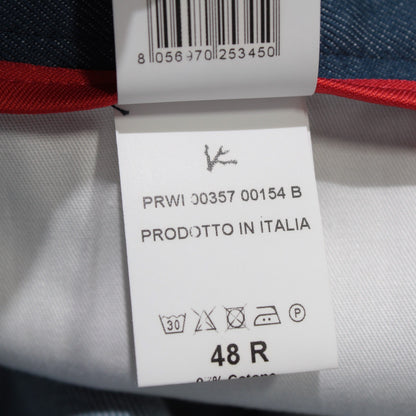 8 056970 253450
PRWI 00357 00154 B
PRODOTTO IN ITALIA
30
P
48 R